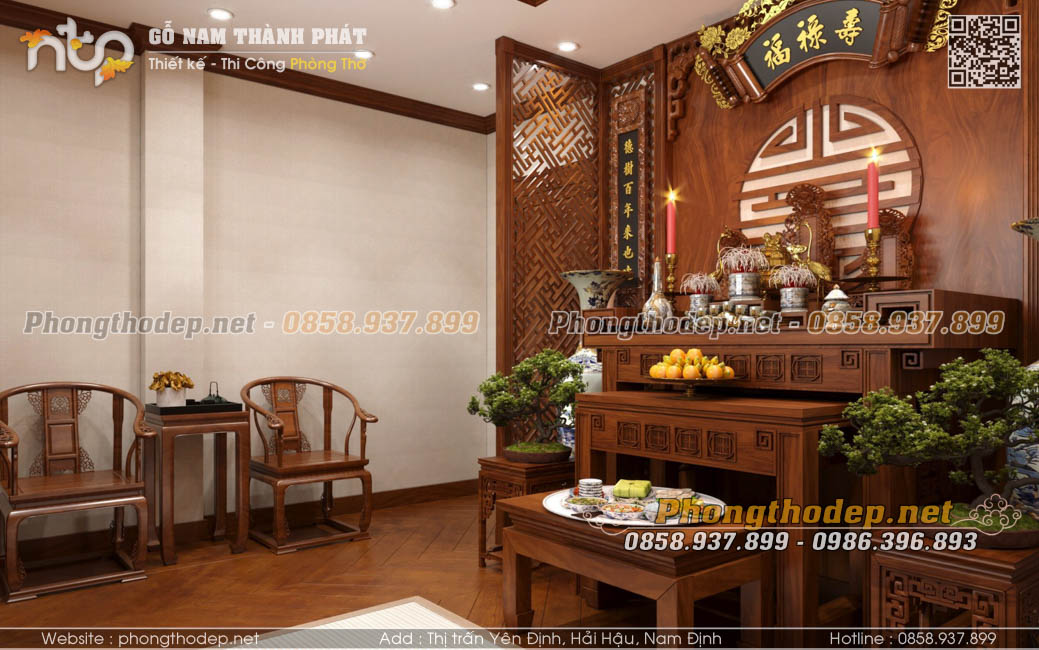 ntp
GỖ NAM THÀNH PHÁT
Thiết kế - Thi Công Phòng Thờ
福祿壽
德樹百年來也
Phongthodep.net - 0858.937.899
Phongthodep.net - 0858.937.899
Phongthodep.net
0858.937.899 - 0986.396.893
Website : phongthodep.net
Add : Thị trấn Yên Định, Hải Hậu, Nam Định
Hotline : 0858.937.899